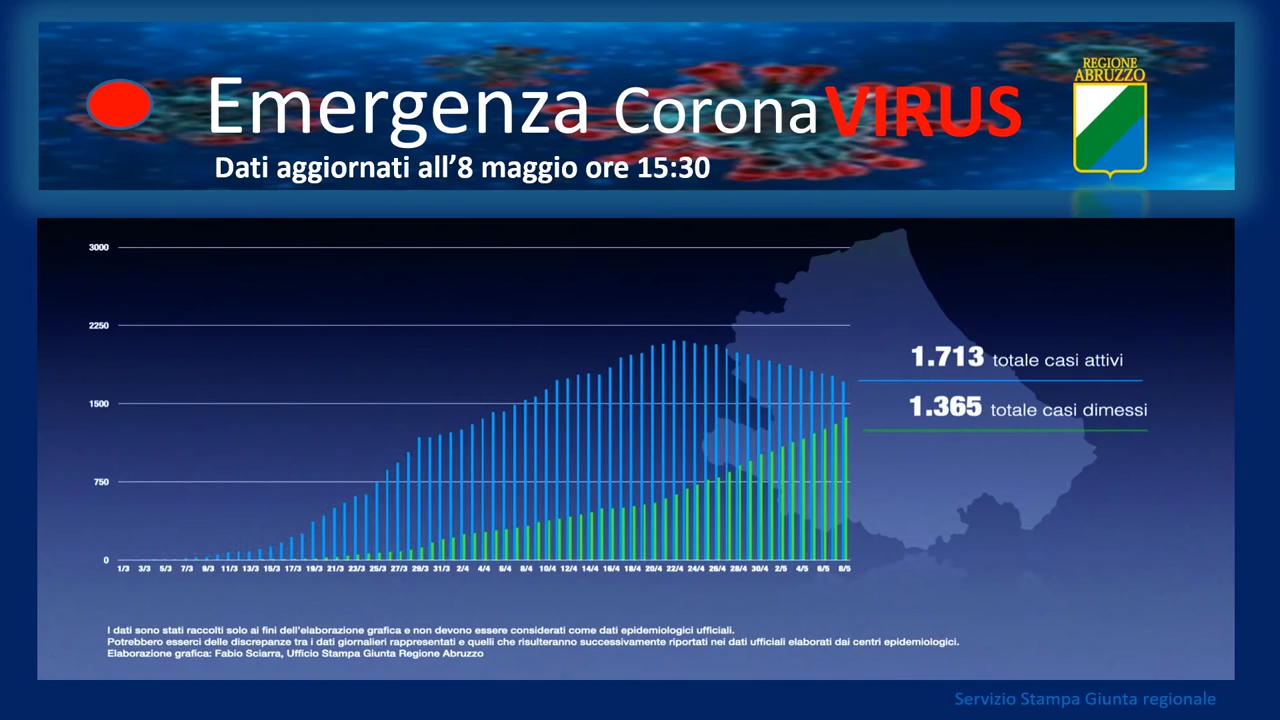 REGIONE
ABRUZZO
Emergenza CoronaVIRUS
Dati aggiornati all’8 maggio ore 15:30
3000
2250
1500
750
0
1.713 totale casi attivi
1.365 totale casi dimessi
1/3 3/3 5/3 7/3 9/3 11/3 13/3 15/3 17/3 19/3 21/3 23/3 25/3 27/3 29/3 31/3 2/4 4/4 6/4 8/4 10/4 12/4 14/4 16/4 18/4 20/4 22/4 24/4 26/4 28/4 30/4 2/5 4/5 6/5 8/5
I dati sono stati raccolti solo ai fini dell’elaborazione grafica e non devono essere considerati come dati epidemiologici ufficiali.
Potrebbero esserci delle discrepanze tra i dati giornalieri rappresentati e quelli che risulteranno successivamente riportati nei dati ufficiali elaborati dai centri epidemiologici.
Elaborazione grafica: Fabio Sciarra, Ufficio Stampa Giunta Regione Abruzzo
Servizio Stampa Giunta regionale